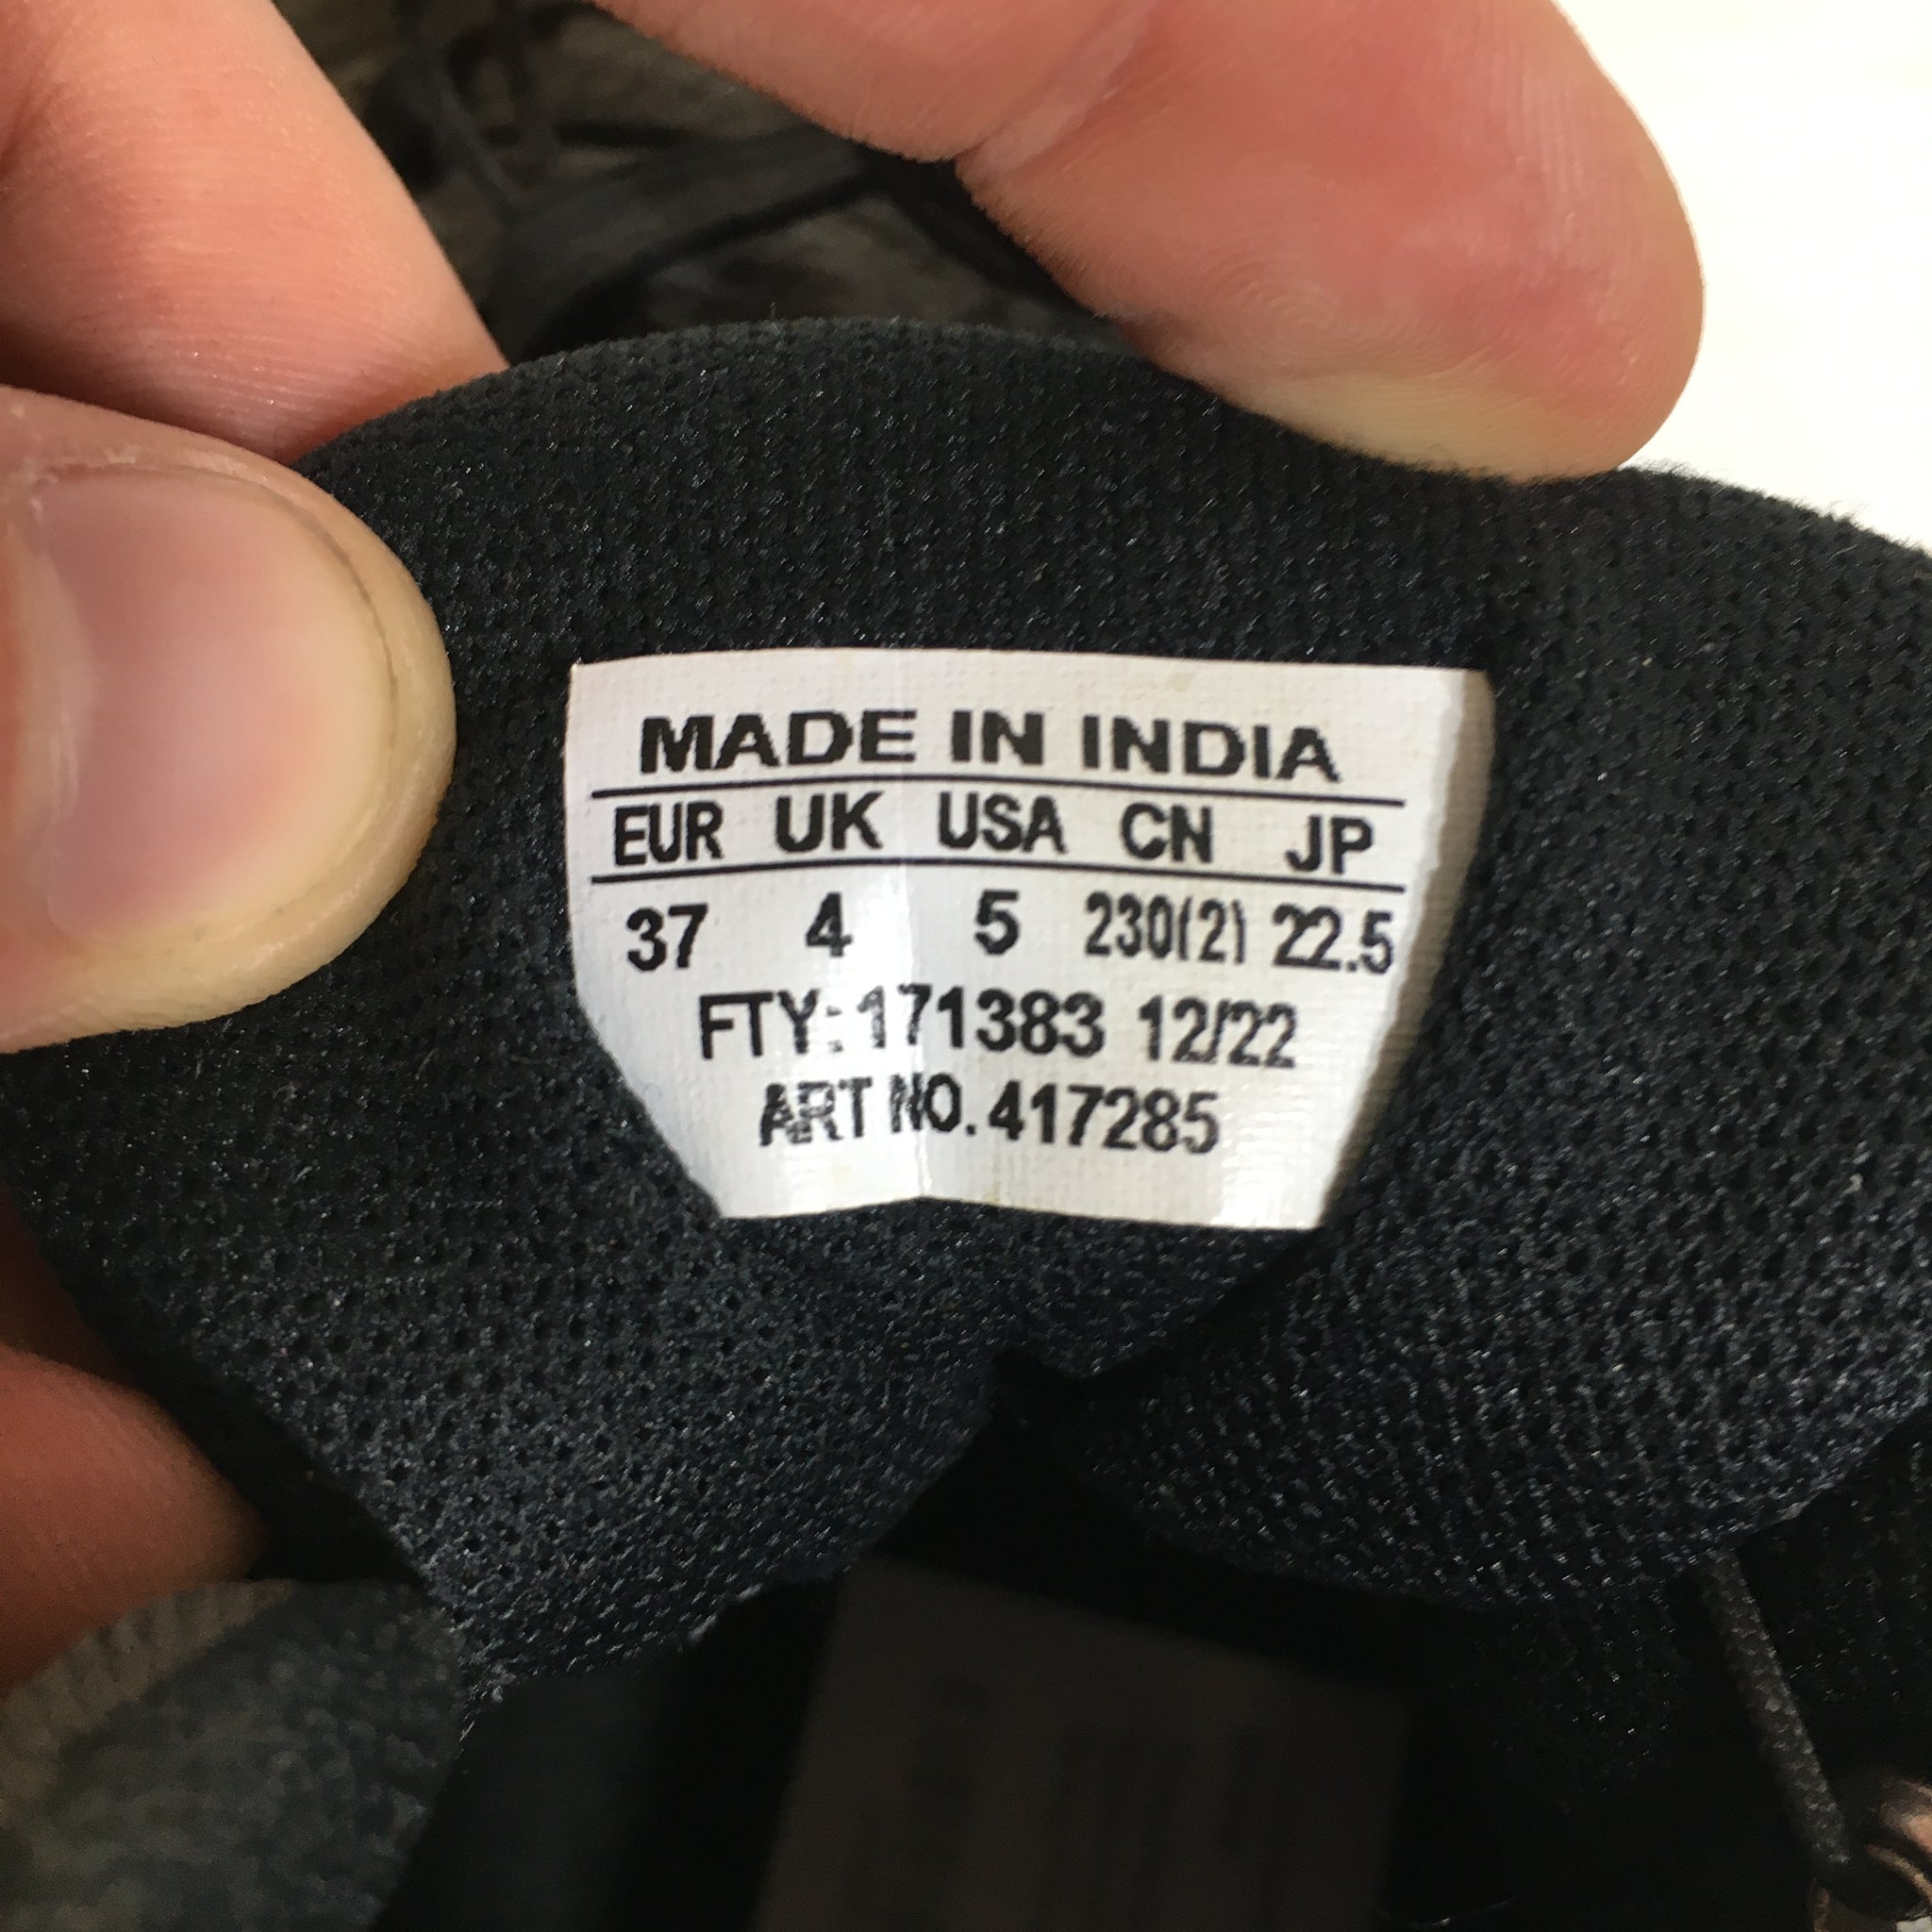 MADE IN INDIA
EUR UK USA CN JP
37 4 5 230(2) 22.5
FTY:171383 12/22
ART NO.417285